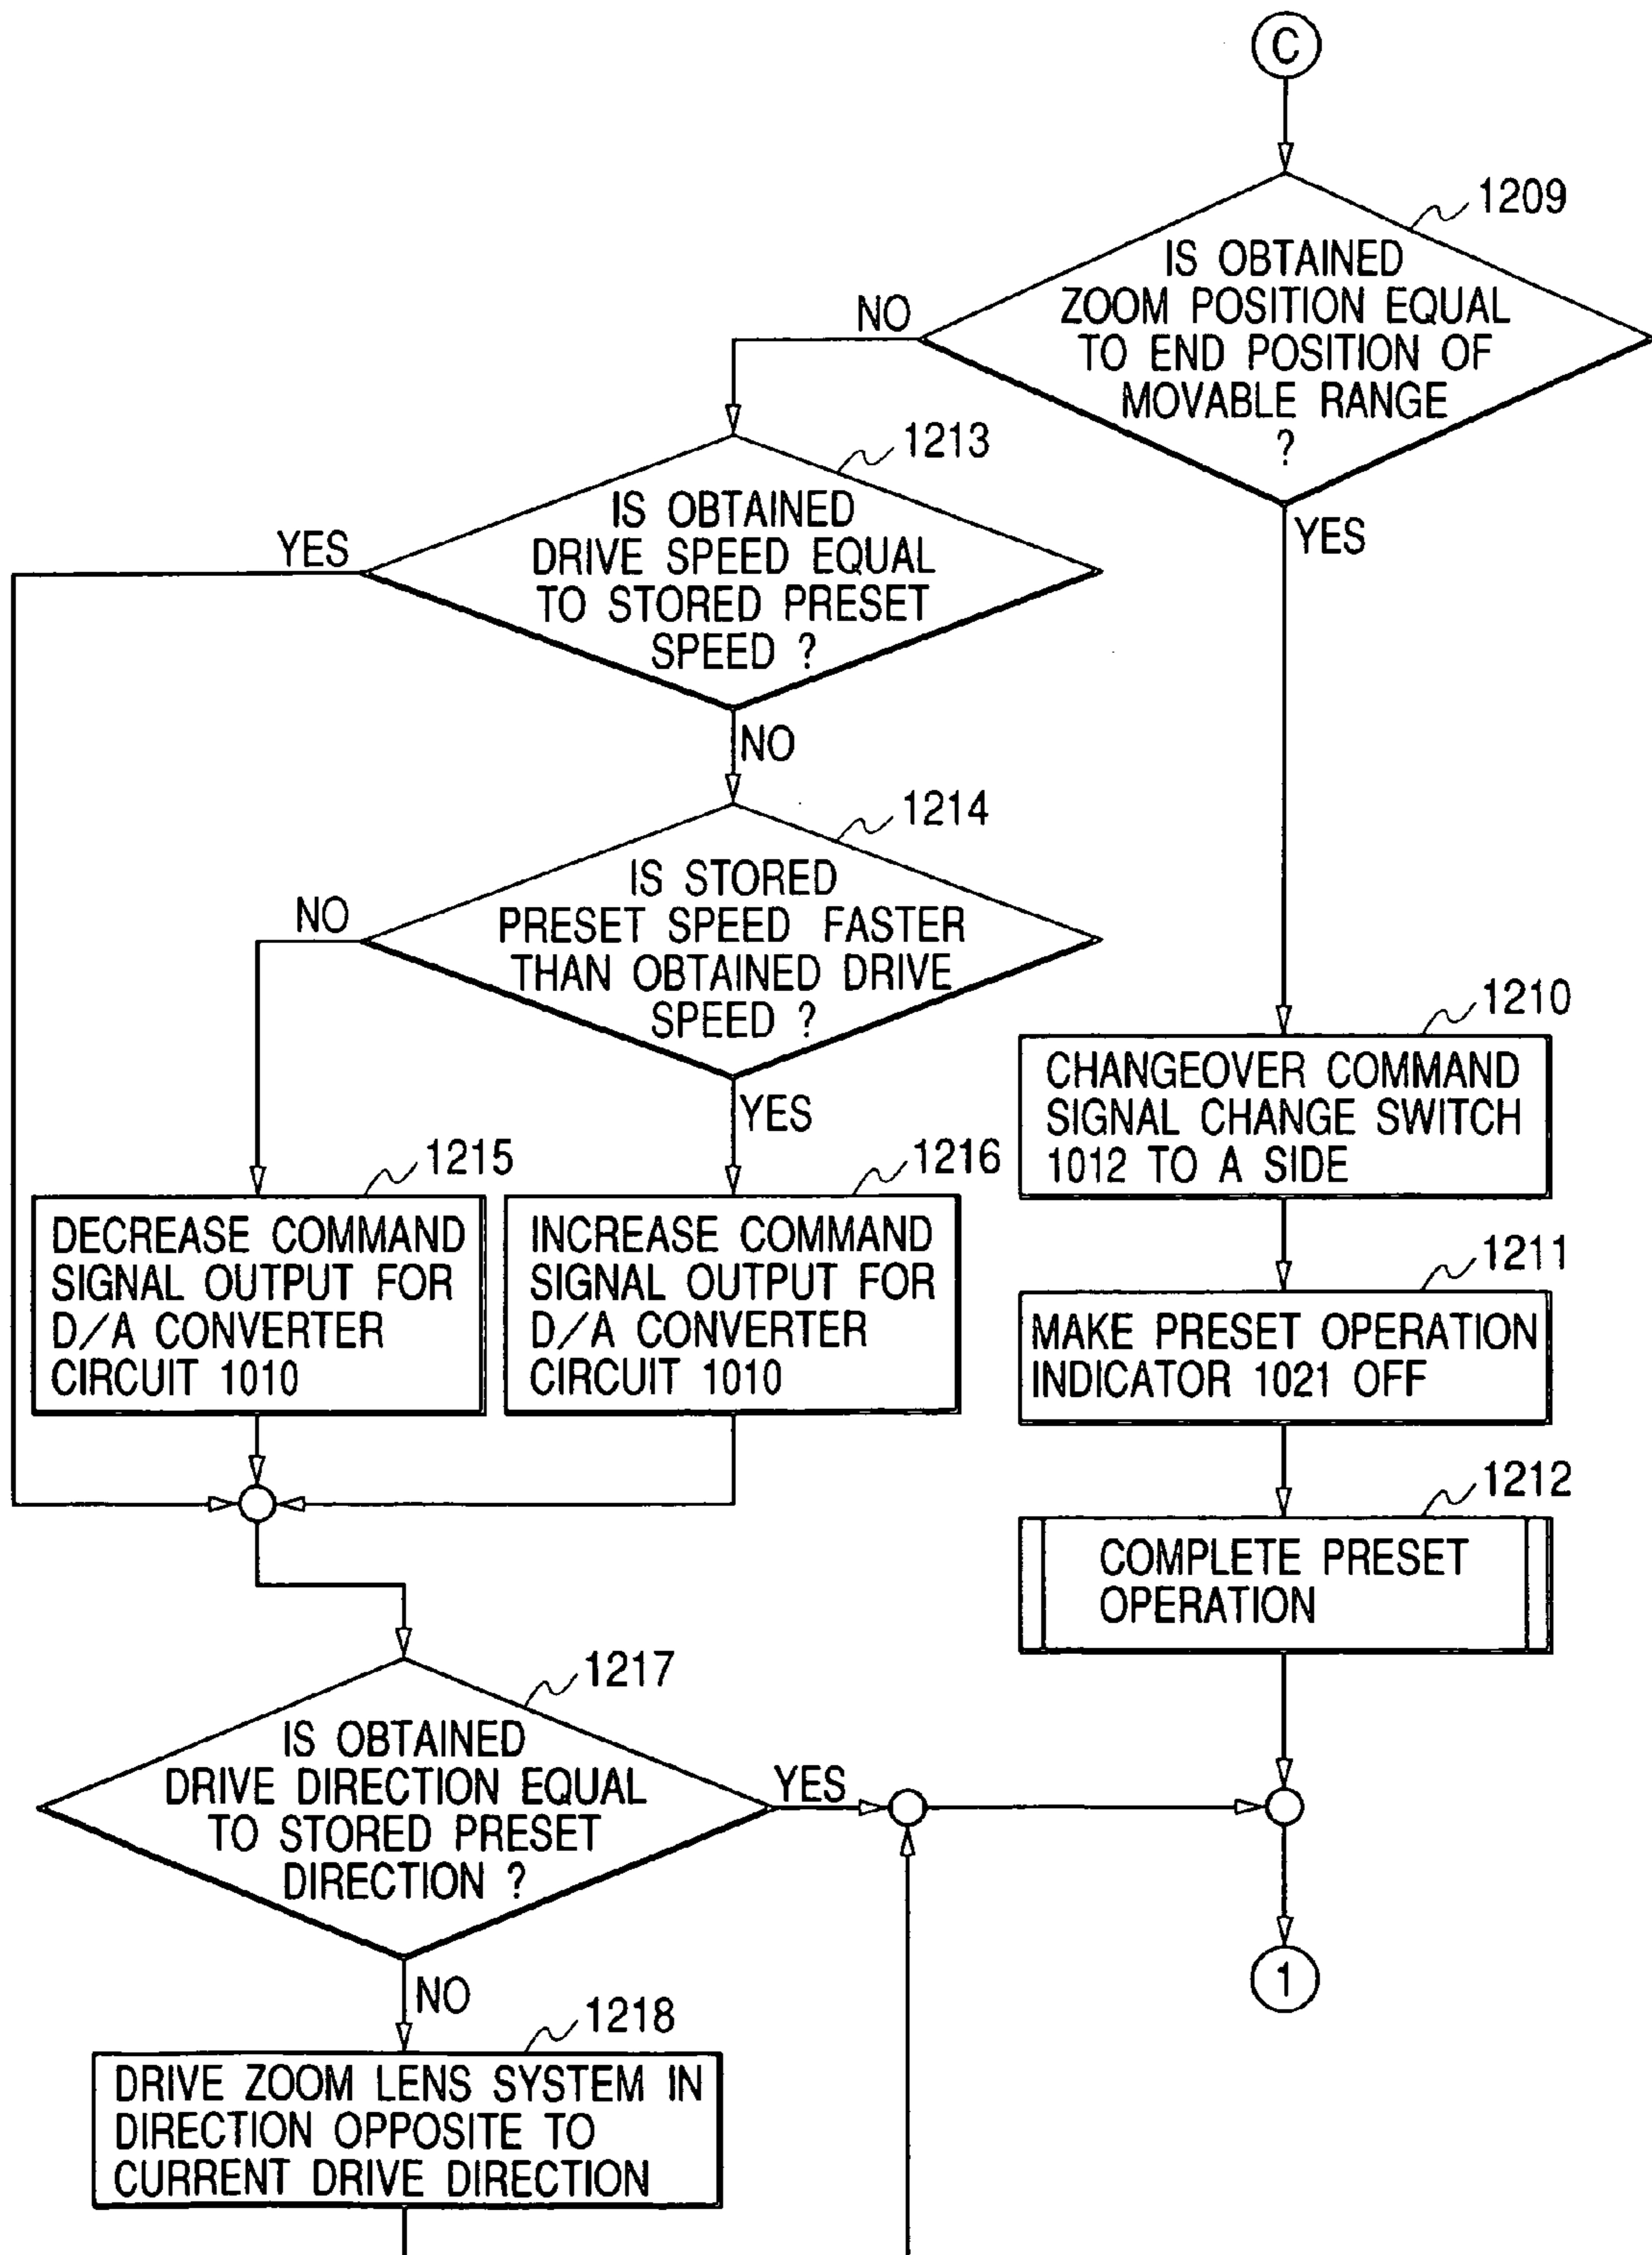 C
1209
IS OBTAINED
ZOOM POSITION EQUAL
TO END POSITION OF
MOVABLE RANGE
?
NO
YES
1213
IS OBTAINED
DRIVE SPEED EQUAL
TO STORED PRESET
SPEED ?
YES
NO
1214
IS STORED
PRESET SPEED FASTER
THAN OBTAINED DRIVE
SPEED ?
NO
YES
1215
DECREASE COMMAND
SIGNAL OUTPUT FOR
D/A CONVERTER
CIRCUIT 1010
1216
INCREASE COMMAND
SIGNAL OUTPUT FOR
D/A CONVERTER
CIRCUIT 1010
1210
CHANGEOVER COMMAND
SIGNAL CHANGE SWITCH
1012 TO A SIDE
1211
MAKE PRESET OPERATION
INDICATOR 1021 OFF
1212
COMPLETE PRESET
OPERATION
1217
IS OBTAINED
DRIVE DIRECTION EQUAL
TO STORED PRESET
DIRECTION ?
YES
NO
1
1218
DRIVE ZOOM LENS SYSTEM IN
DIRECTION OPPOSITE TO
CURRENT DRIVE DIRECTION